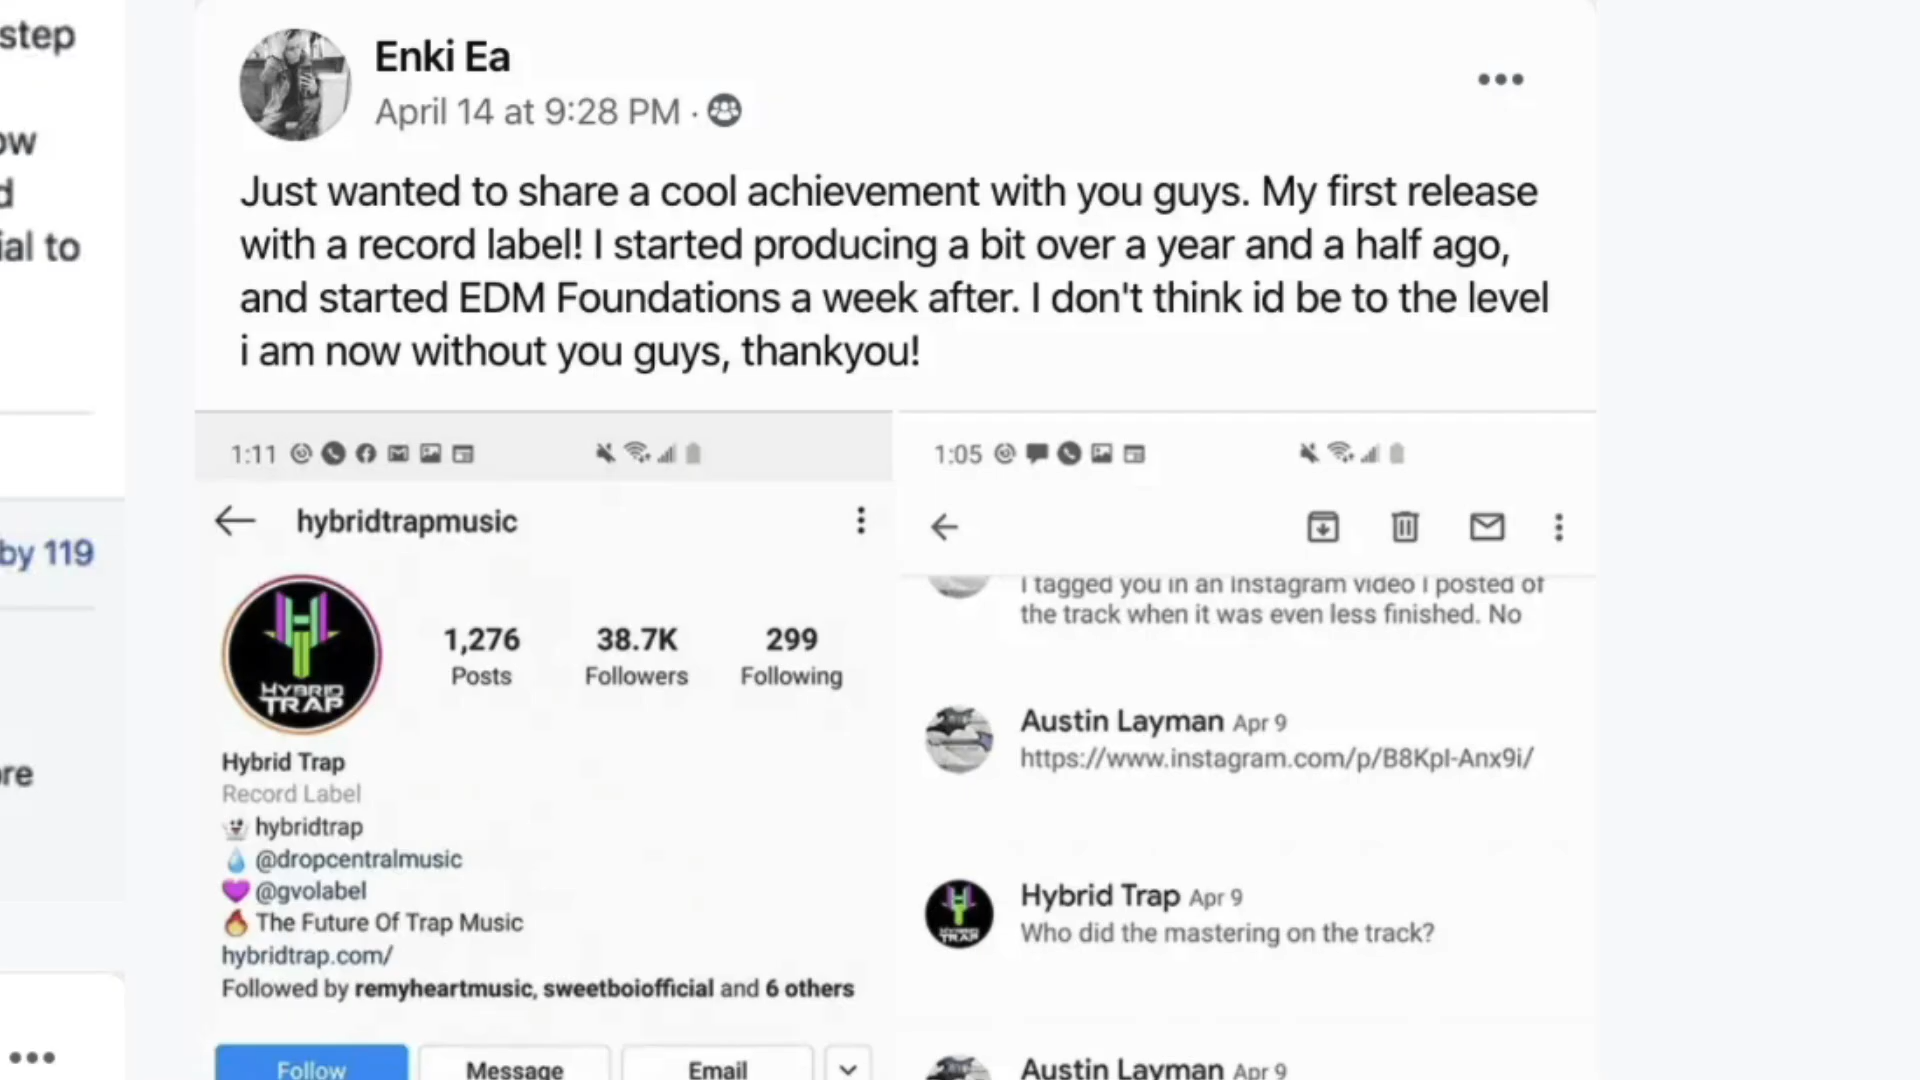 step
ow
d
ial to
by 119
re
Enki Ea
April 14 at 9:28 PM ·
Just wanted to share a cool achievement with you guys. My first release
with a record label! I started producing a bit over a year and a half ago,
and started EDM Foundations a week after. I don't think id be to the level
i am now without you guys, thankyou!
1:11
hybridtrapmusic
HYBRID
TRAP
1,276 38.7K 299
Posts Followers Following
Hybrid Trap
Record Label
hybridtrap
@dropcentralmusic
@gvolabel
The Future Of Trap Music
hybridtrap.com/
Followed by remyheartmusic, sweetboiofficial and 6 others
Follow Message Email
1:05
I tagged you in an Instagram video I posted of
the track when it was even less finished. No
Austin Layman Apr 9
https://www.instagram.com/p/B8KpI-Anx9i/
HYBRID
TRAP
Hybrid Trap Apr 9
Who did the mastering on the track?
Austin Layman Apr 9